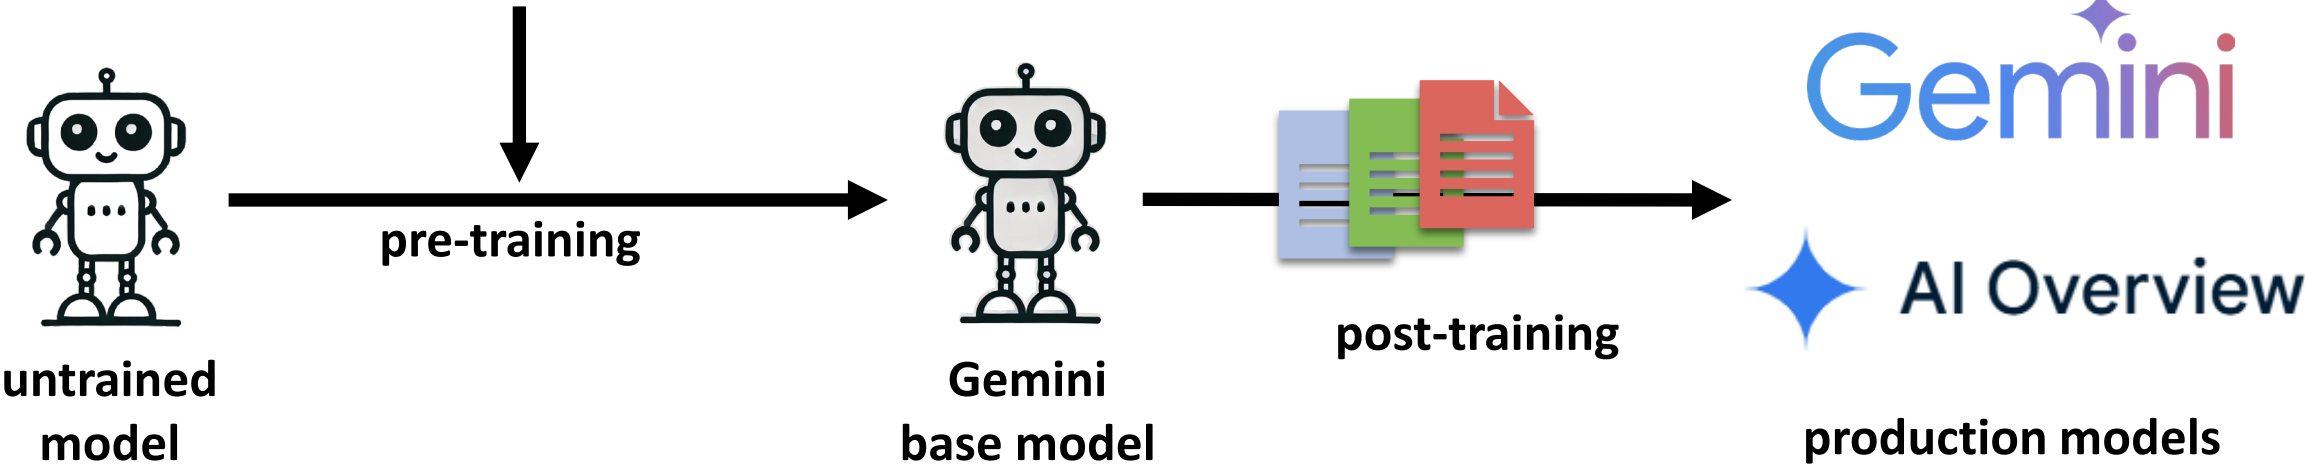 Gemini
pre-training
AI Overview
post-training
untrained
model
Gemini
base model
production models